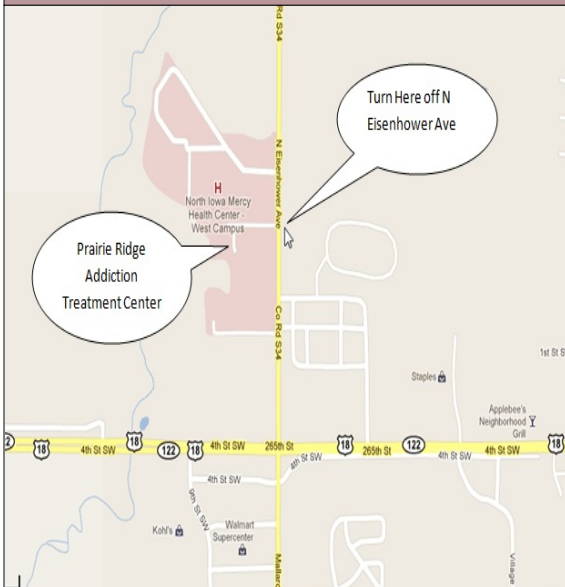 Rd S34
Turn Here off N
Eisenhower Ave
N Eisenhower Ave
H
North Iowa Mercy
Health Center -
West Campus
Prairie Ridge
Addiction
Treatment Center
Co Rd S34
1st St S
Staples
Applebee's
Neighborhood
Grill
2
18
4th St SW
18
122
18
4th St SW
265th St
18
265th St
122
4th St SW
18
4th St SW
4th St SW
4th St SW
9th St SW
Kohl's
Walmart
Supercenter
Mallard
Village